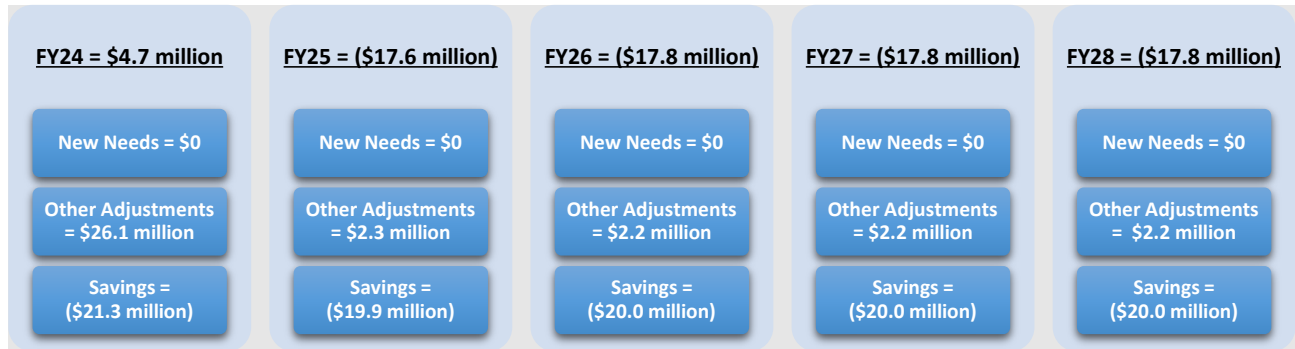 FY24 = $4.7 million
New Needs = $0
Other Adjustments
= $26.1 million
Savings =
($21.3 million)
FY25 = ($17.6 million)
New Needs = $0
Other Adjustments
= $2.3 million
Savings =
($19.9 million)
FY26 = ($17.8 million)
New Needs = $0
Other Adjustments
= $2.2 million
Savings =
($20.0 million)
FY27 = ($17.8 million)
New Needs = $0
Other Adjustments
= $2.2 million
Savings =
($20.0 million)
FY28 = ($17.8 million)
New Needs = $0
Other Adjustments
= $2.2 million
Savings =
($20.0 million)